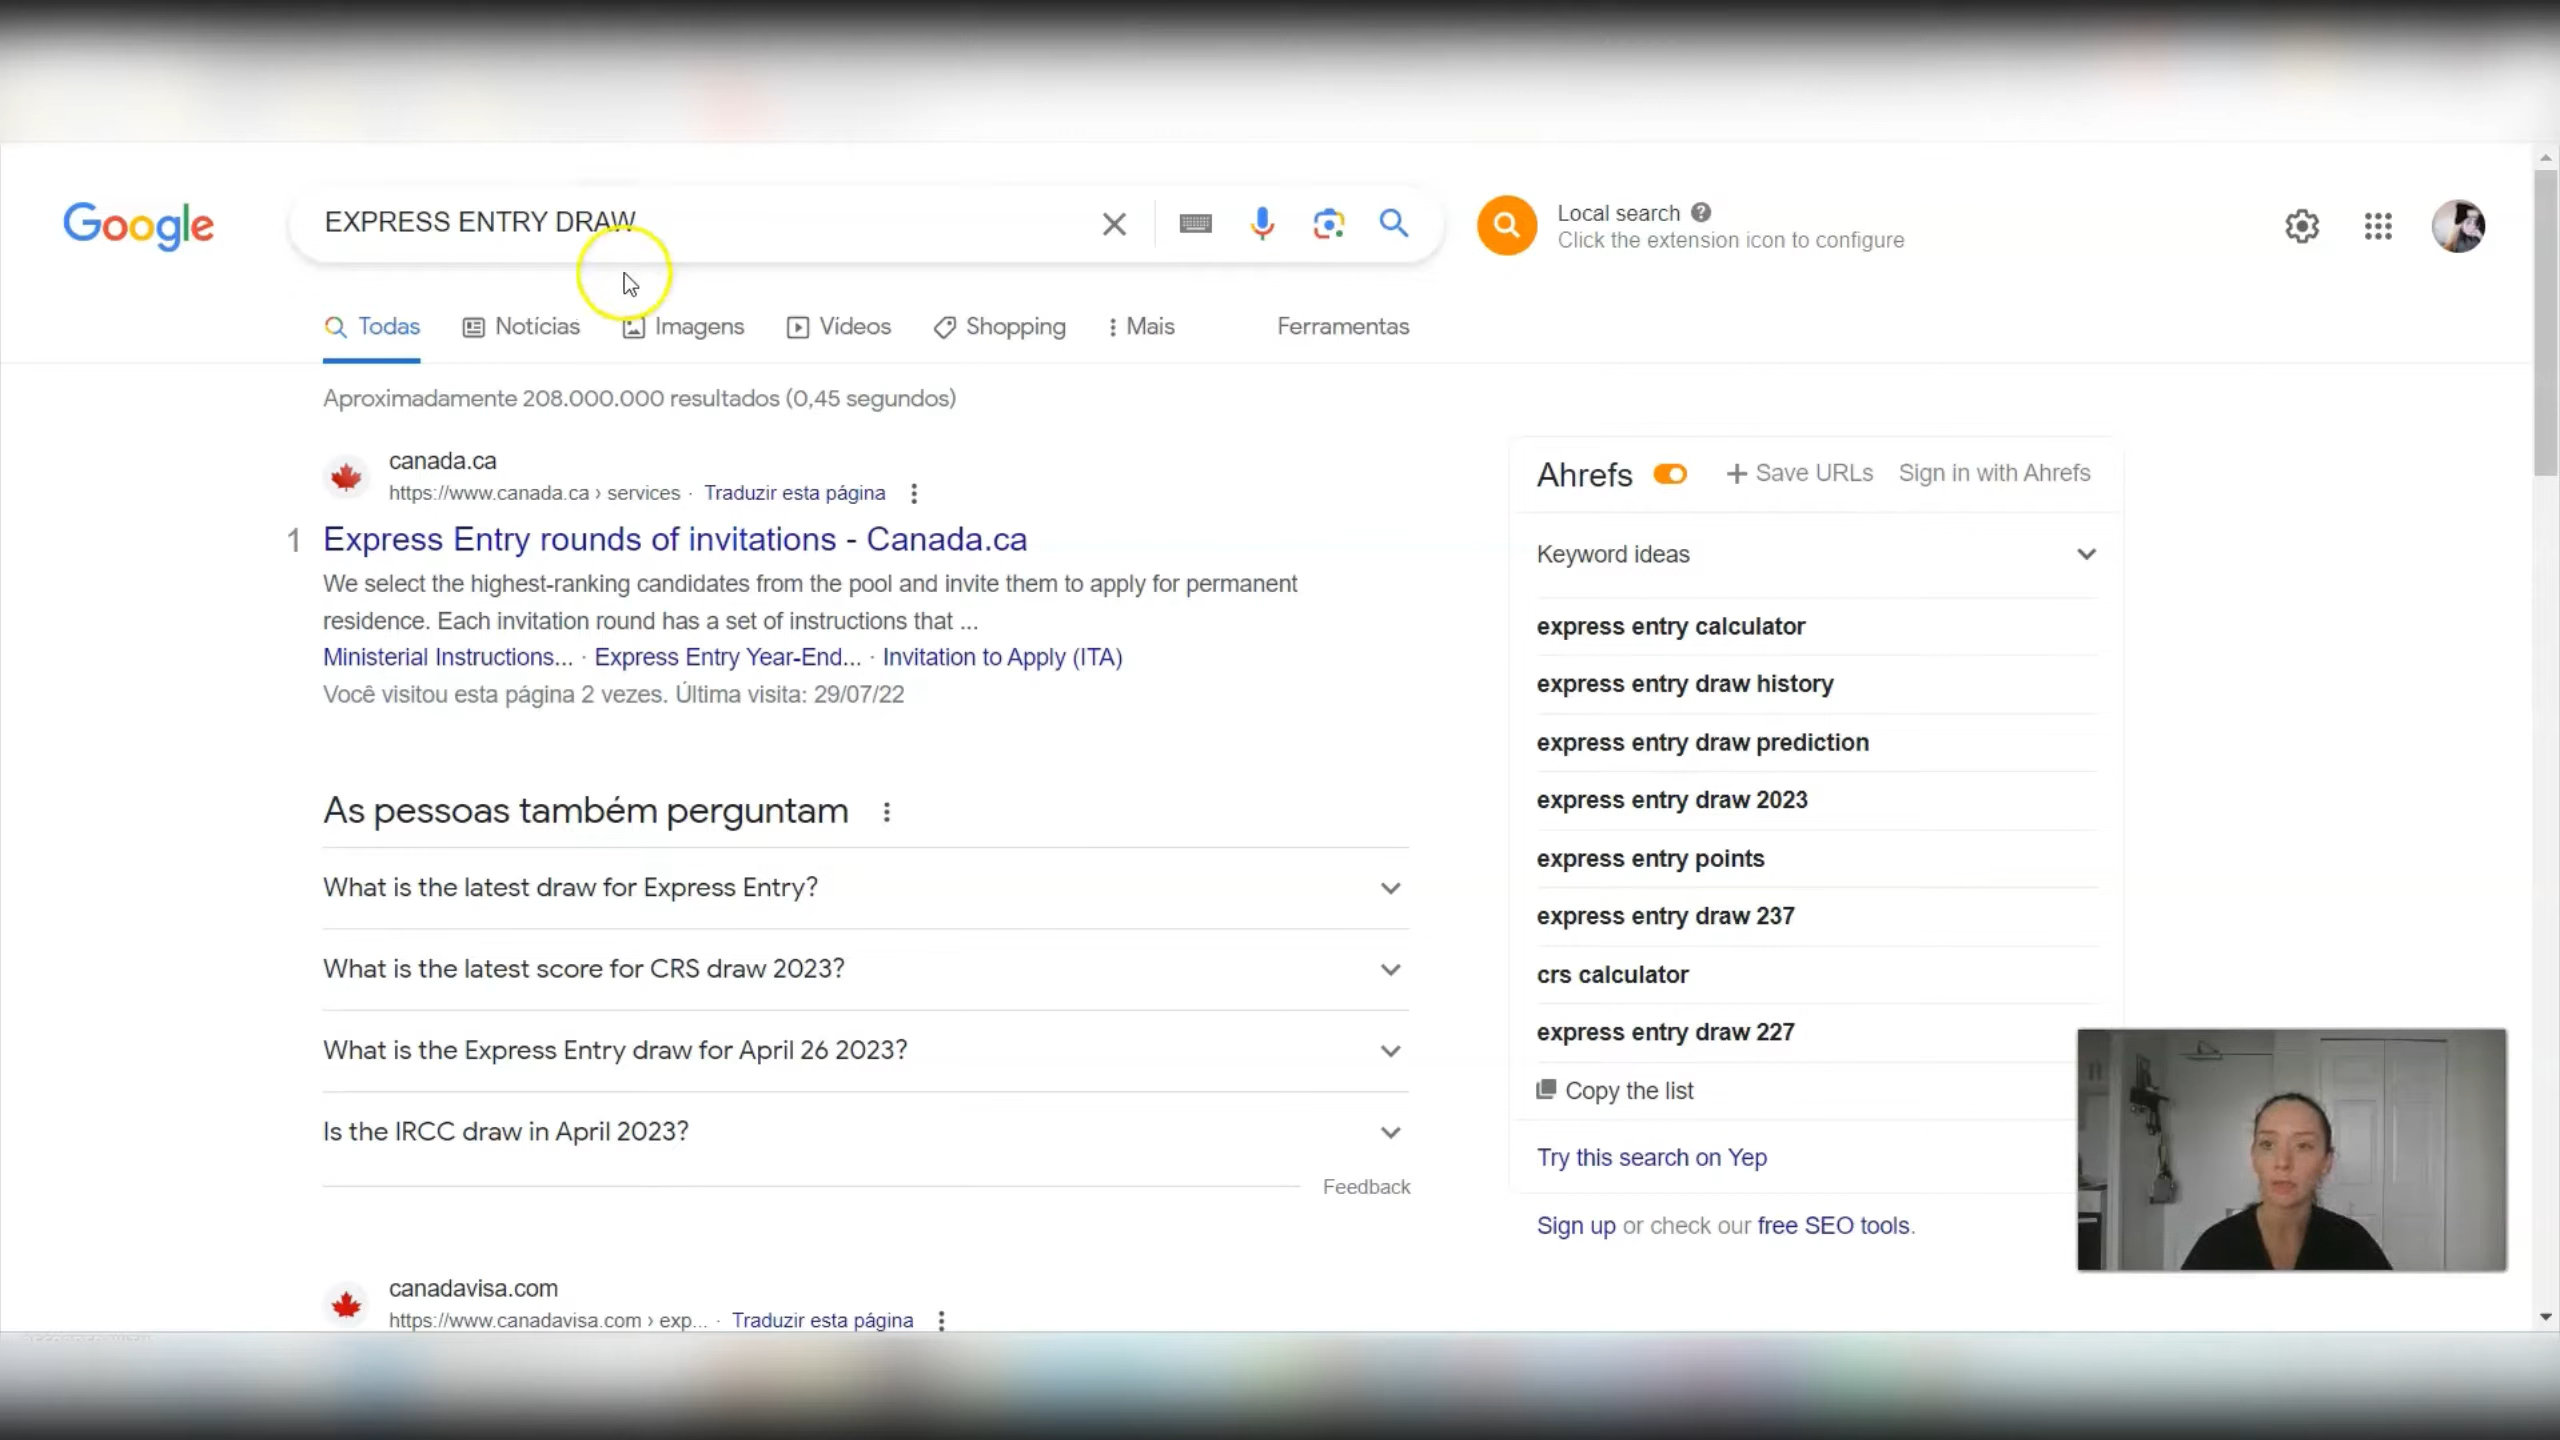 Google
EXPRESS ENTRY DRAW
Local search
Click the extension icon to configure
Todas
Notícias
Imagens
Vídeos
Shopping
Mais
Ferramentas
Aproximadamente 208.000.000 resultados (0,45 segundos)
canada.ca
https://www.canada.ca › services · Traduzir esta página
1 Express Entry rounds of invitations - Canada.ca
We select the highest-ranking candidates from the pool and invite them to apply for permanent
residence. Each invitation round has a set of instructions that ...
Ministerial Instructions... · Express Entry Year-End... · Invitation to Apply (ITA)
Você visitou esta página 2 vezes. Última visita: 29/07/22
As pessoas também perguntam
What is the latest draw for Express Entry?
What is the latest score for CRS draw 2023?
What is the Express Entry draw for April 26 2023?
Is the IRCC draw in April 2023?
Feedback
canadavisa.com
https://www.canadavisa.com › exp... · Traduzir esta página
Ahrefs
+ Save URLs
Sign in with Ahrefs
Keyword ideas
express entry calculator
express entry draw history
express entry draw prediction
express entry draw 2023
express entry points
express entry draw 237
crs calculator
express entry draw 227
Copy the list
Try this search on Yep
Sign up or check our free SEO tools.